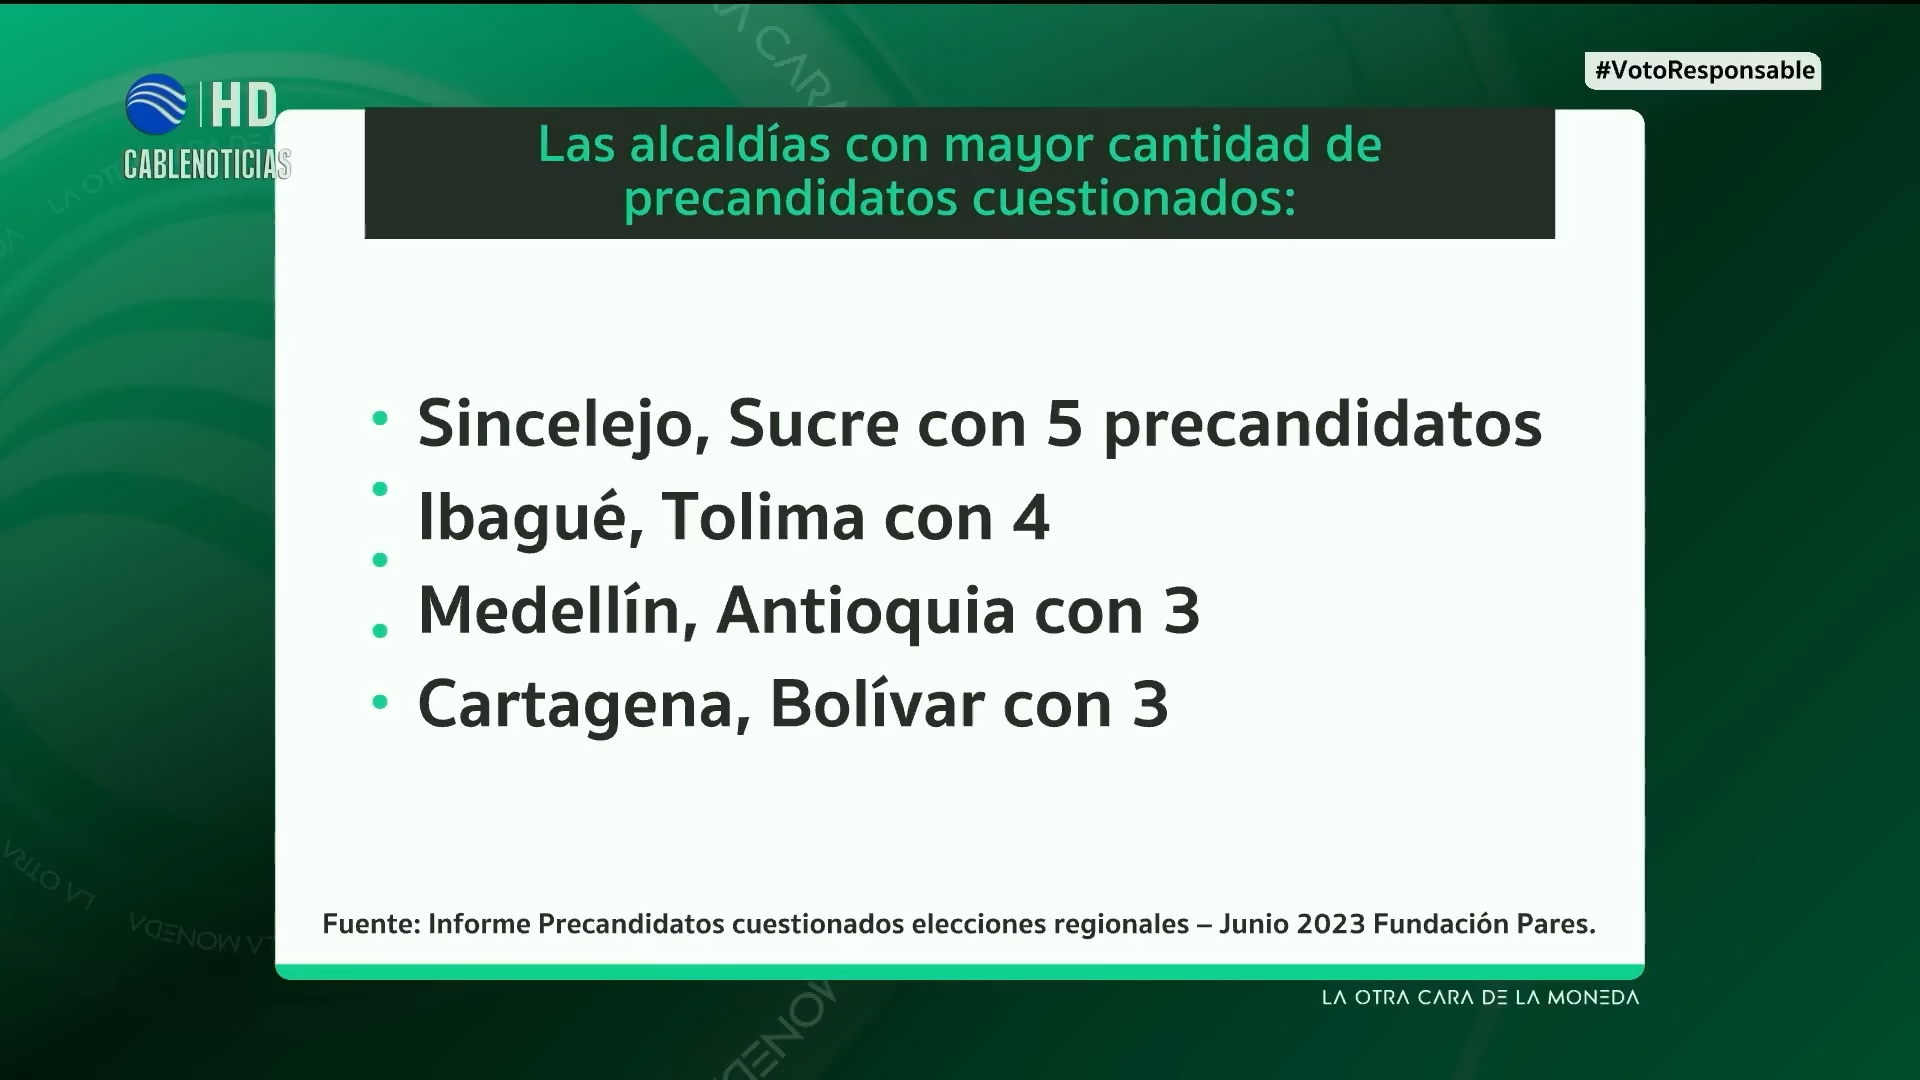 #VotoResponsable
HD
CABLENOTICIAS
Las alcaldías con mayor cantidad de
precandidatos cuestionados:
• Sincelejo, Sucre con 5 precandidatos
• Ibagué, Tolima con 4
• Medellín, Antioquia con 3
• Cartagena, Bolívar con 3
Fuente: Informe Precandidatos cuestionados elecciones regionales – Junio 2023 Fundación Pares.
LA OTRA CARA DE LA MONEDA